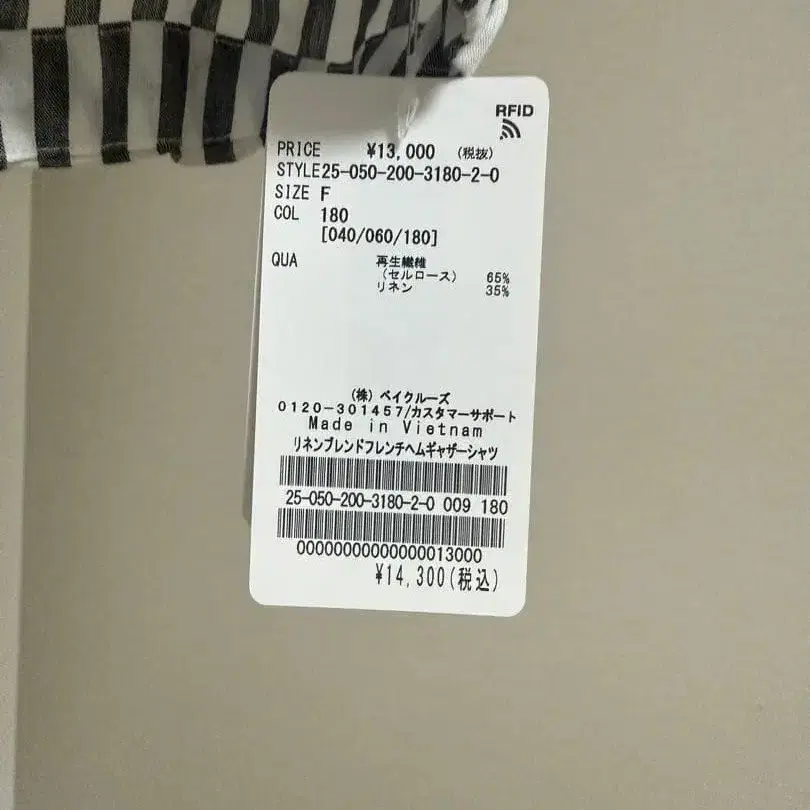 RFID
PRICE ¥13,000 (税抜)
STYLE25-050-200-3180-2-0
SIZE F
COL 180
[040/060/180]
QUA 再生繊維
(セルロース) 65%
リネン 35%
(株) ベイクルーズ
0120-301457/カスタマーサポート
Made in Vietnam
リネンブレンドフレンチヘムギャザーシャツ
25-050-200-3180-2-0 009 180
00000000000000013000
¥14,300(税込)